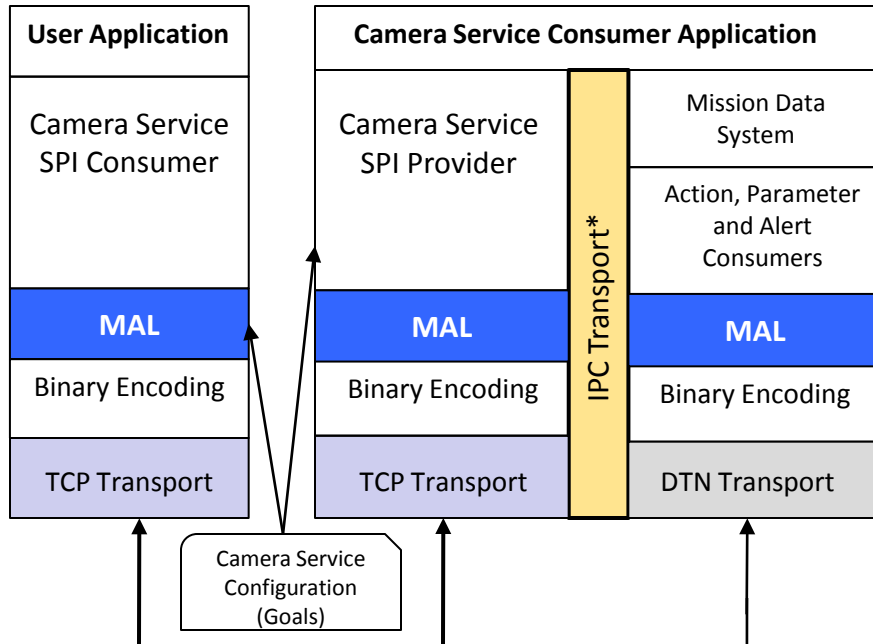 User Application
Camera Service
SPI Consumer
MAL
Binary Encoding
TCP Transport
Camera Service
Configuration
(Goals)
Camera Service Consumer Application
Camera Service
SPI Provider
MAL
Binary Encoding
TCP Transport
IPC Transport*
Mission Data
System
Action, Parameter
and Alert
Consumers
MAL
Binary Encoding
DTN Transport